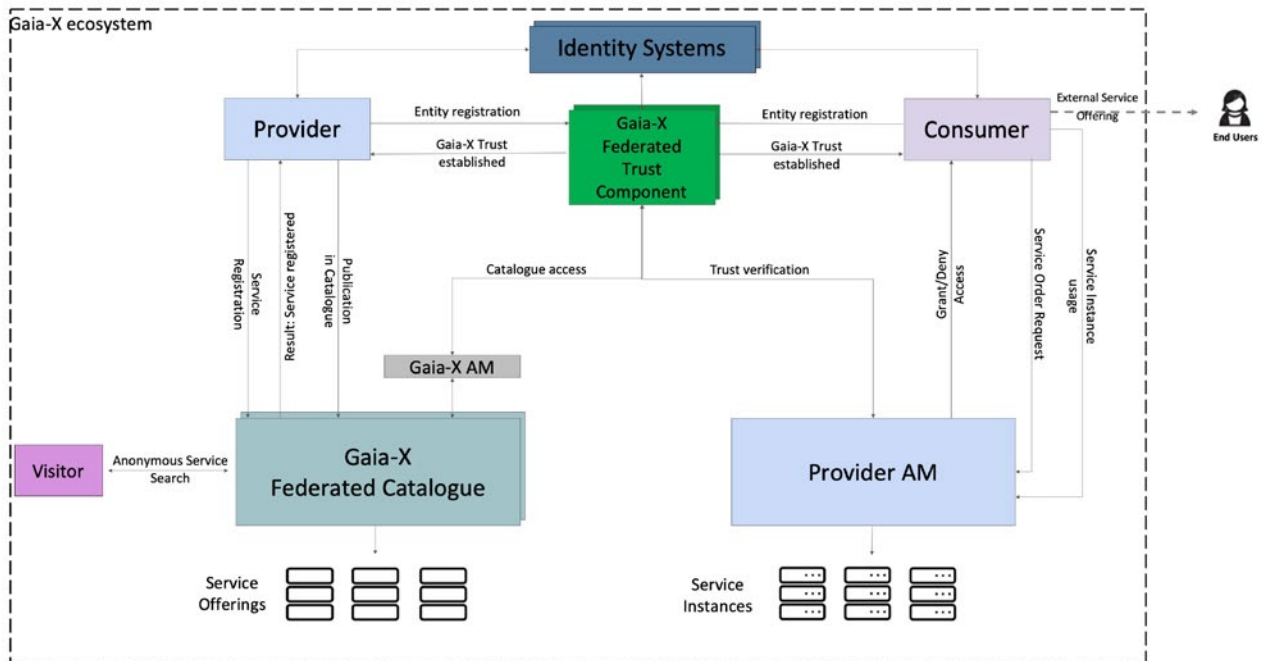 Gaia-X ecosystem
Identity Systems
Provider
Entity registration
Gaia-X Trust
established
Gaia-X
Federated
Trust
Component
Entity registration
Gaia-X Trust
established
Consumer
External Service
Offering
End Users
Service
Registration
Result: Service registered
Publication
in Catalogue
Catalogue access
Trust verification
Grant/Deny
Access
Service Order Request
Service Instance
usage
Gaia-X AM
Visitor
Anonymous Service
Search
Gaia-X
Federated Catalogue
Provider AM
Service
Offerings
Service
Instances